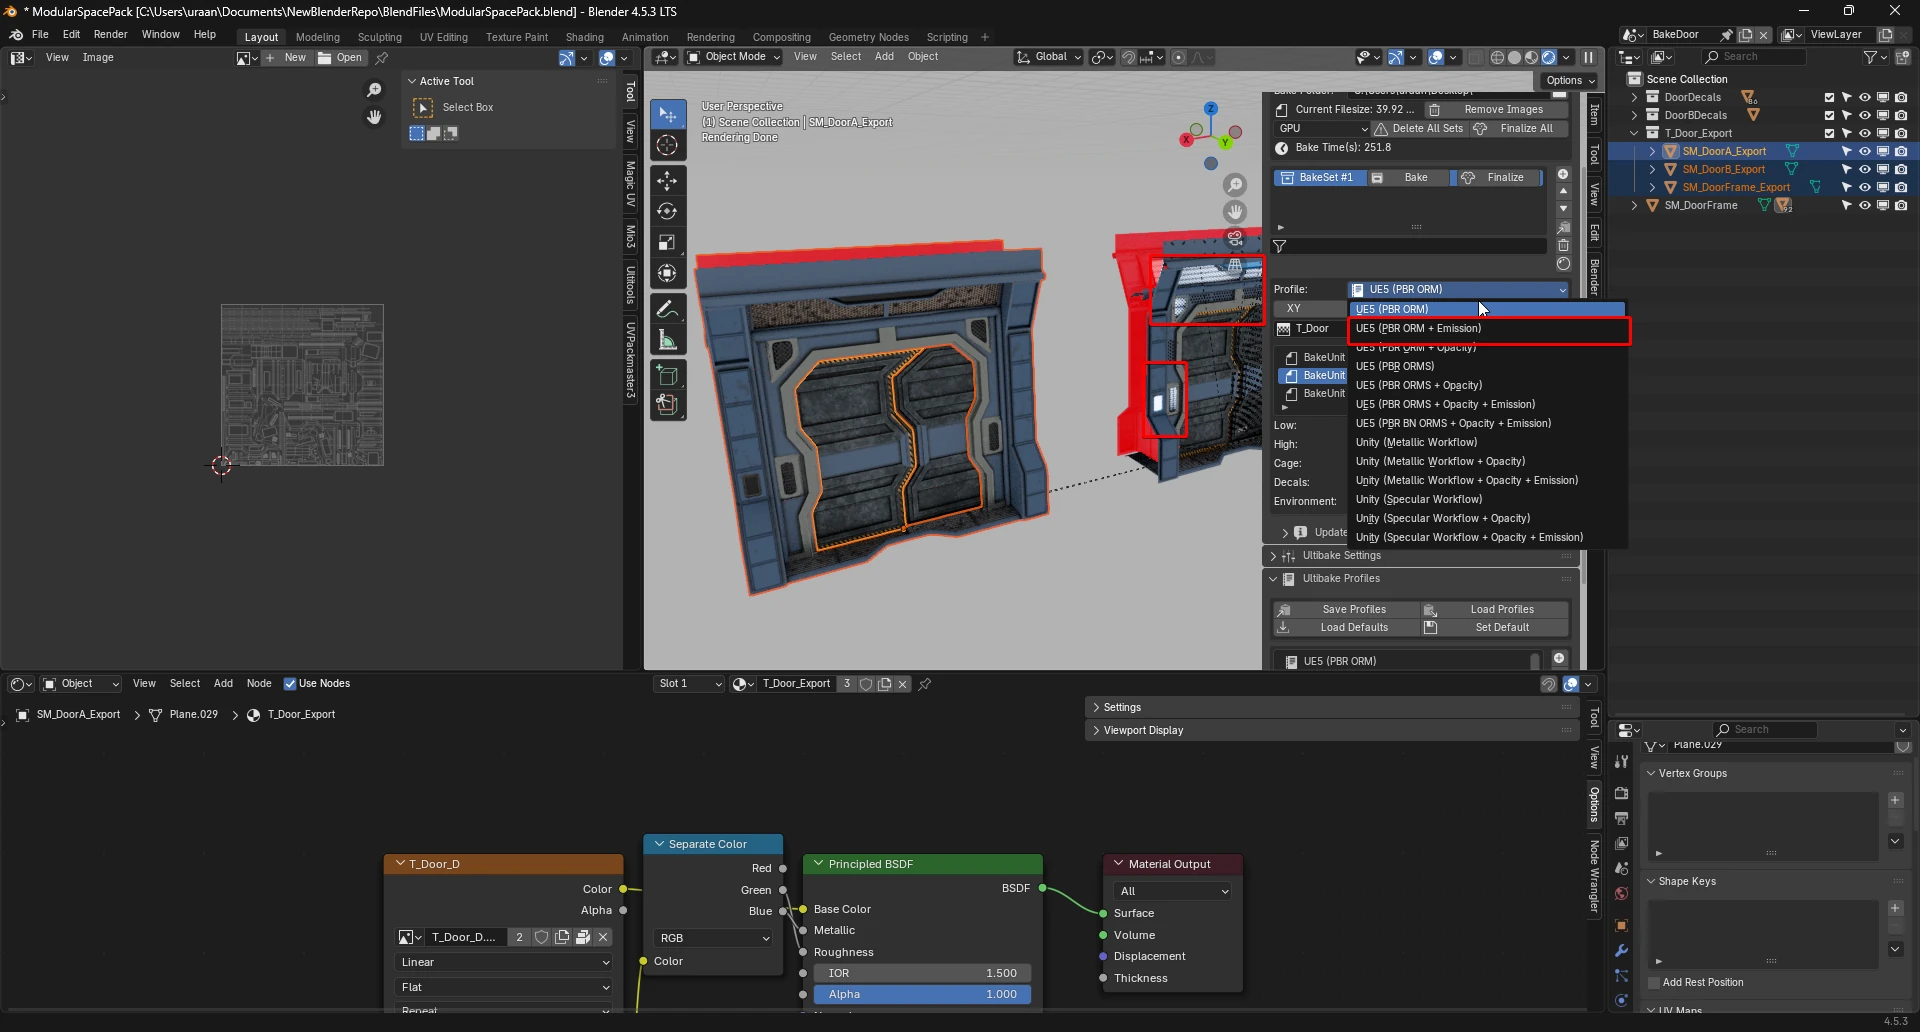 * ModularSpacePack [C:\Users\uraan\Documents\NewBlenderRepo\BlendFiles\ModularSpacePack.blend] - Blender 4.5.3 LTS
File Edit Render Window Help Layout Modeling Sculpting UV Editing Texture Paint Shading Animation Rendering Compositing Geometry Nodes Scripting +
BakeDoor ViewLayer
View Image + New Open
Object Mode View Select Add Object Global
Search
Options
Active Tool
Select Box
Tool
View
Magic UV
Mio3
Ultitools
UVPackmaster3
User Perspective
(1) Scene Collection | SM_DoorA_Export
Rendering Done
Z
X
Y
Current Filesize: 39.92 ... Remove Images
GPU Delete All Sets Finalize All
Bake Time(s): 251.8
BakeSet #1 Bake Finalize
Profile: UE5 (PBR ORM)
XY
T_Door
BakeUnit
BakeUnit
BakeUnit
Low:
High:
Cage:
Decals:
Environment:
Update
UE5 (PBR ORM)
UE5 (PBR ORM + Emission)
UE5 (PBR ORM + Opacity)
UE5 (PBR ORMS)
UE5 (PBR ORMS + Opacity)
UE5 (PBR ORMS + Opacity + Emission)
UE5 (PBR BN ORMS + Opacity + Emission)
Unity (Metallic Workflow)
Unity (Metallic Workflow + Opacity)
Unity (Metallic Workflow + Opacity + Emission)
Unity (Specular Workflow)
Unity (Specular Workflow + Opacity)
Unity (Specular Workflow + Opacity + Emission)
Ultibake Settings
Ultibake Profiles
Save Profiles Load Profiles
Load Defaults Set Default
UE5 (PBR ORM)
Item
Tool
View
Edit
Blender
Scene Collection
DoorDecals 86
DoorBDecals
T_Door_Export
SM_DoorA_Export
SM_DoorB_Export
SM_DoorFrame_Export
SM_DoorFrame 92
Object View Select Add Node Use Nodes Slot 1 T_Door_Export 3
SM_DoorA_Export > Plane.029 > T_Door_Export
Settings
Viewport Display
Tool
View
Options
Node Wrangler
T_Door_D
Color
Alpha
T_Door_D.... 2
Linear
Flat
Repeat
Separate Color
Red
Green
Blue
RGB
Color
Principled BSDF
BSDF
Base Color
Metallic
Roughness
IOR 1.500
Alpha 1.000
Material Output
All
Surface
Volume
Displacement
Thickness
Search
Plane.029
Vertex Groups
Shape Keys
Add Rest Position
UV Maps
4.5.3